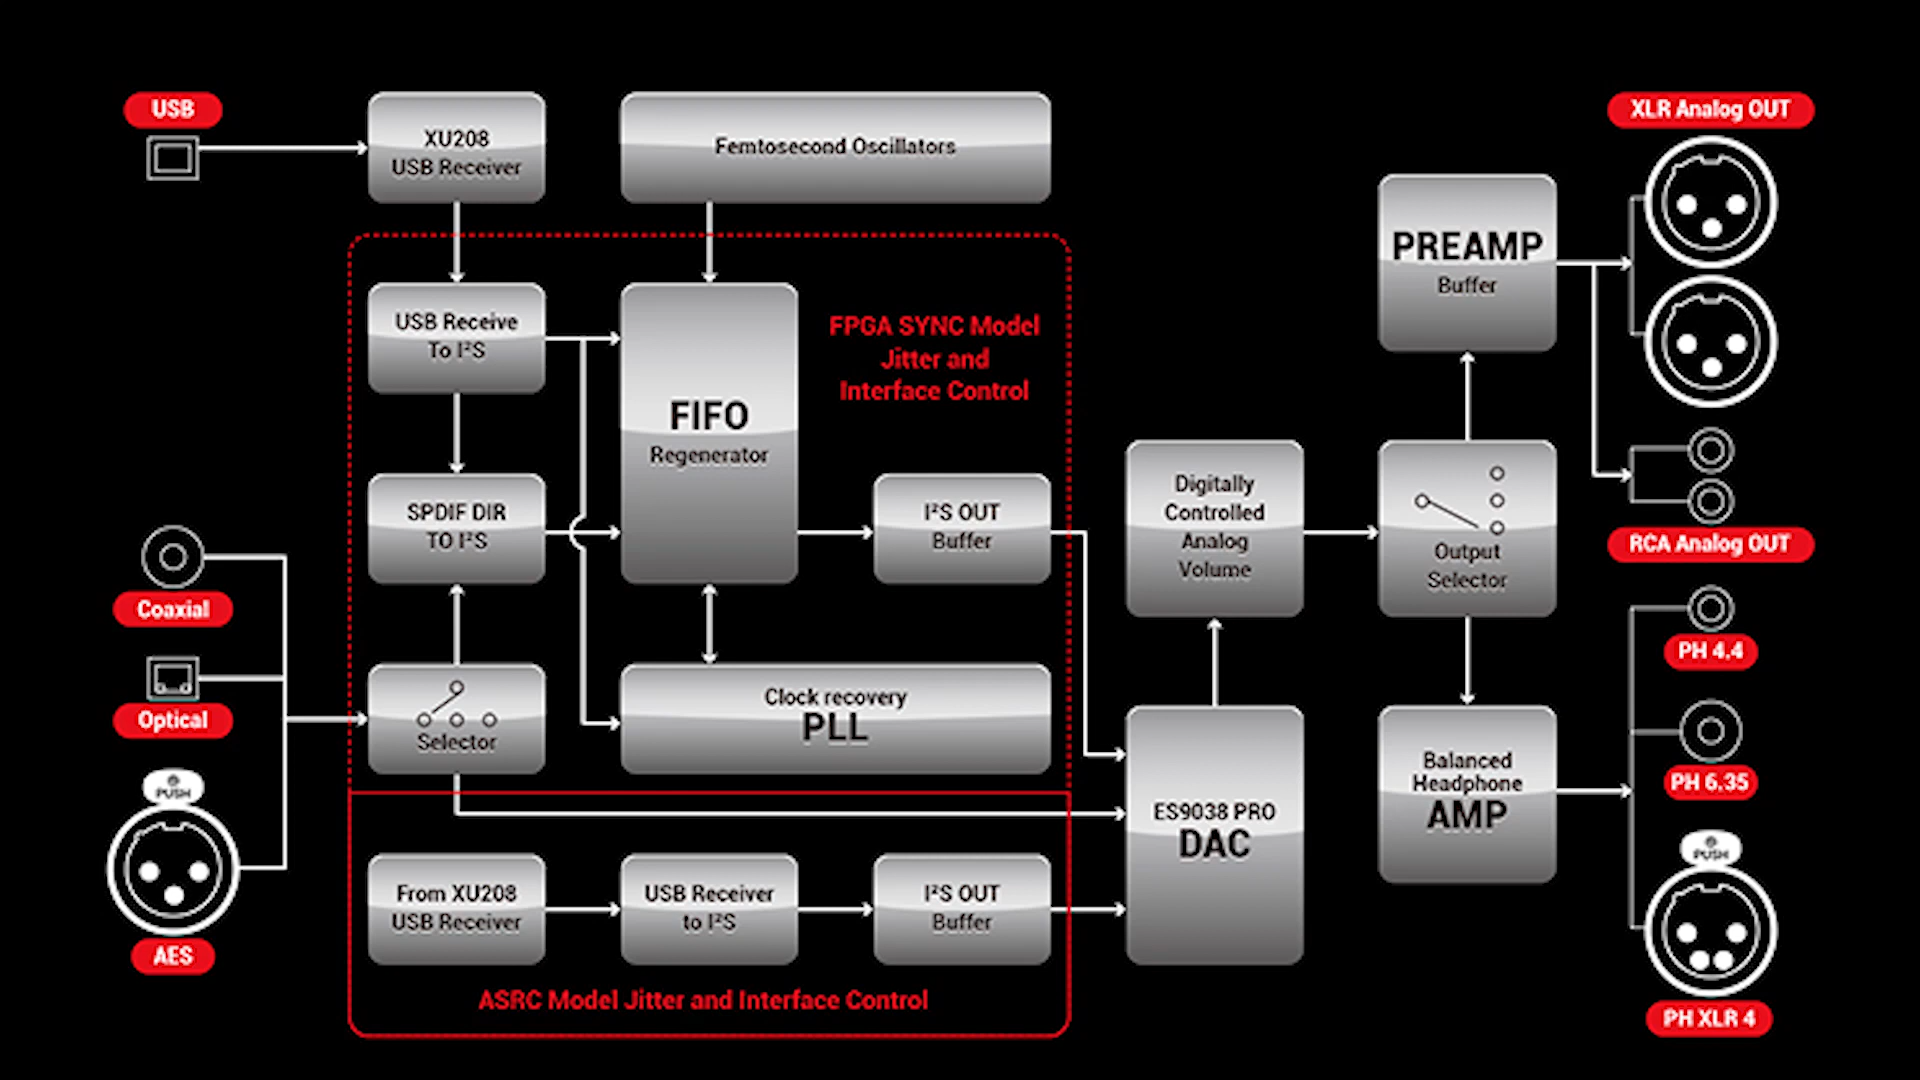 USB
XU208
USB Receiver
Femtosecond Oscillators
XLR Analog OUT
PREAMP
Buffer
USB Receive
To I²S
FIFO
Regenerator
FPGA SYNC Model
Jitter and
Interface Control
SPDIF DIR
TO I²S
I²S OUT
Buffer
Digitally
Controlled
Analog
Volume
Output
Selector
RCA Analog OUT
Coaxial
Optical
PUSH
AES
Selector
Clock recovery
PLL
ES9038 PRO
DAC
Balanced
Headphone
AMP
PH 4.4
PH 6.35
PUSH
PH XLR 4
From XU208
USB Receiver
USB Receiver
to I²S
I²S OUT
Buffer
ASRC Model Jitter and Interface Control